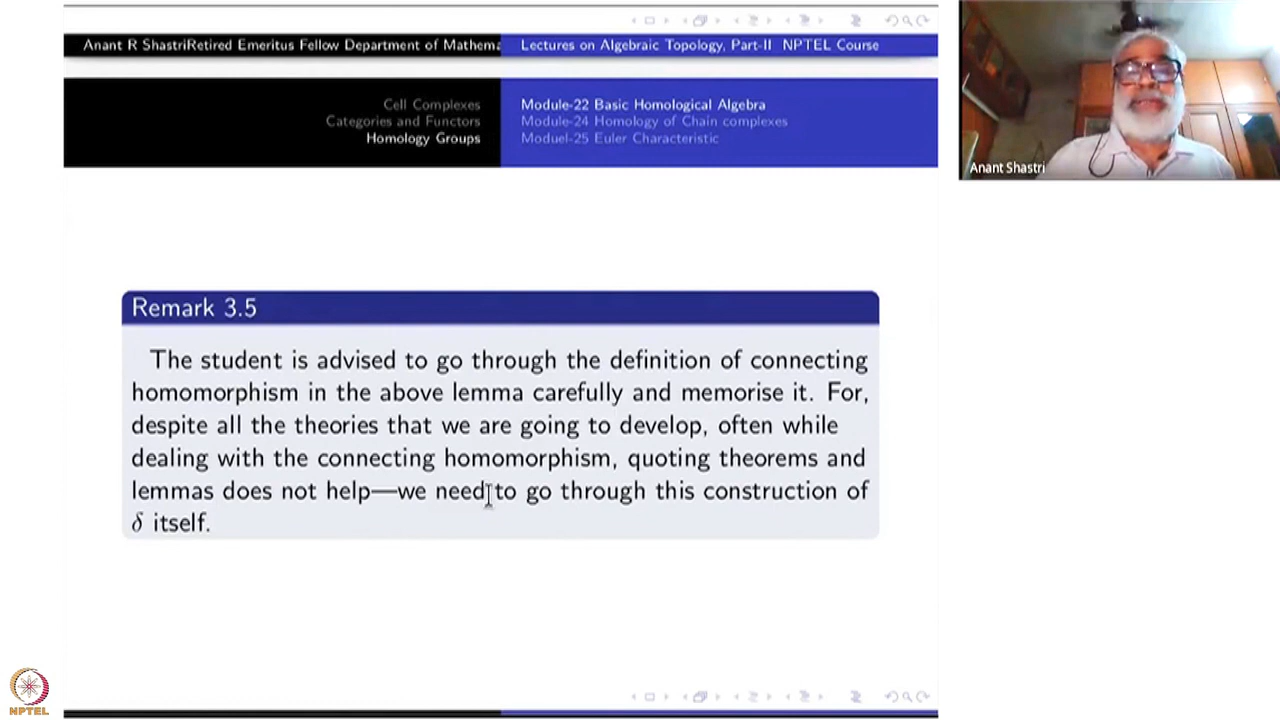 Anant R ShastriRetired Emeritus Fellow Department of Mathema
Lectures on Algebraic Topology, Part-II NPTEL Course
Cell Complexes
Categories and Functors
Homology Groups
Module-22 Basic Homological Algebra
Module-24 Homology of Chain complexes
Moduel-25 Euler Characteristic
Anant Shastri
Remark 3.5
The student is advised to go through the definition of connecting
homomorphism in the above lemma carefully and memorise it. For,
despite all the theories that we are going to develop, often while
dealing with the connecting homomorphism, quoting theorems and
lemmas does not help—we need to go through this construction of
δ itself.
NPTEL